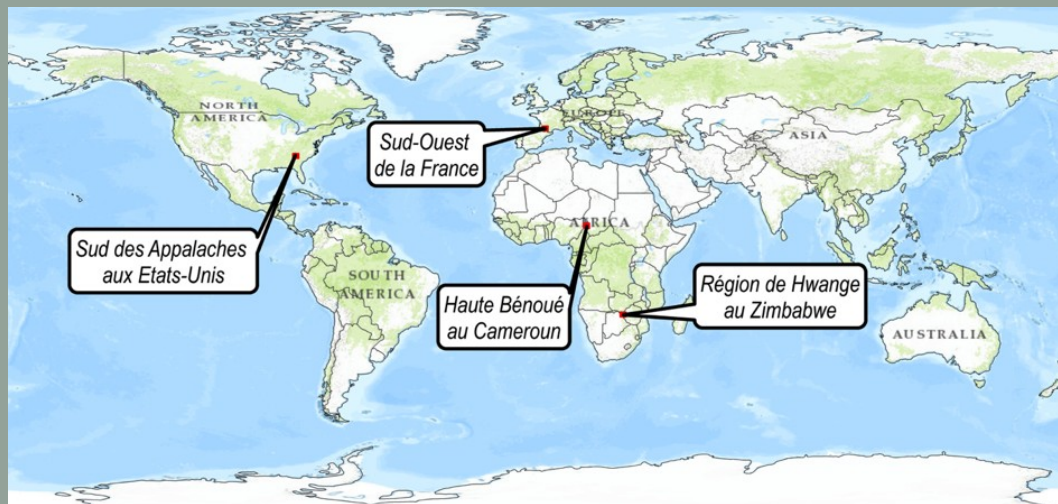 NORTH
AMERICA
EUROPE
ASIA
Sud-Ouest
de la France
Sud des Appalaches
aux Etats-Unis
AFRICA
SOUTH
AMERICA
Haute Bénoué
au Cameroun
Région de Hwange
au Zimbabwe
AUSTRALIA